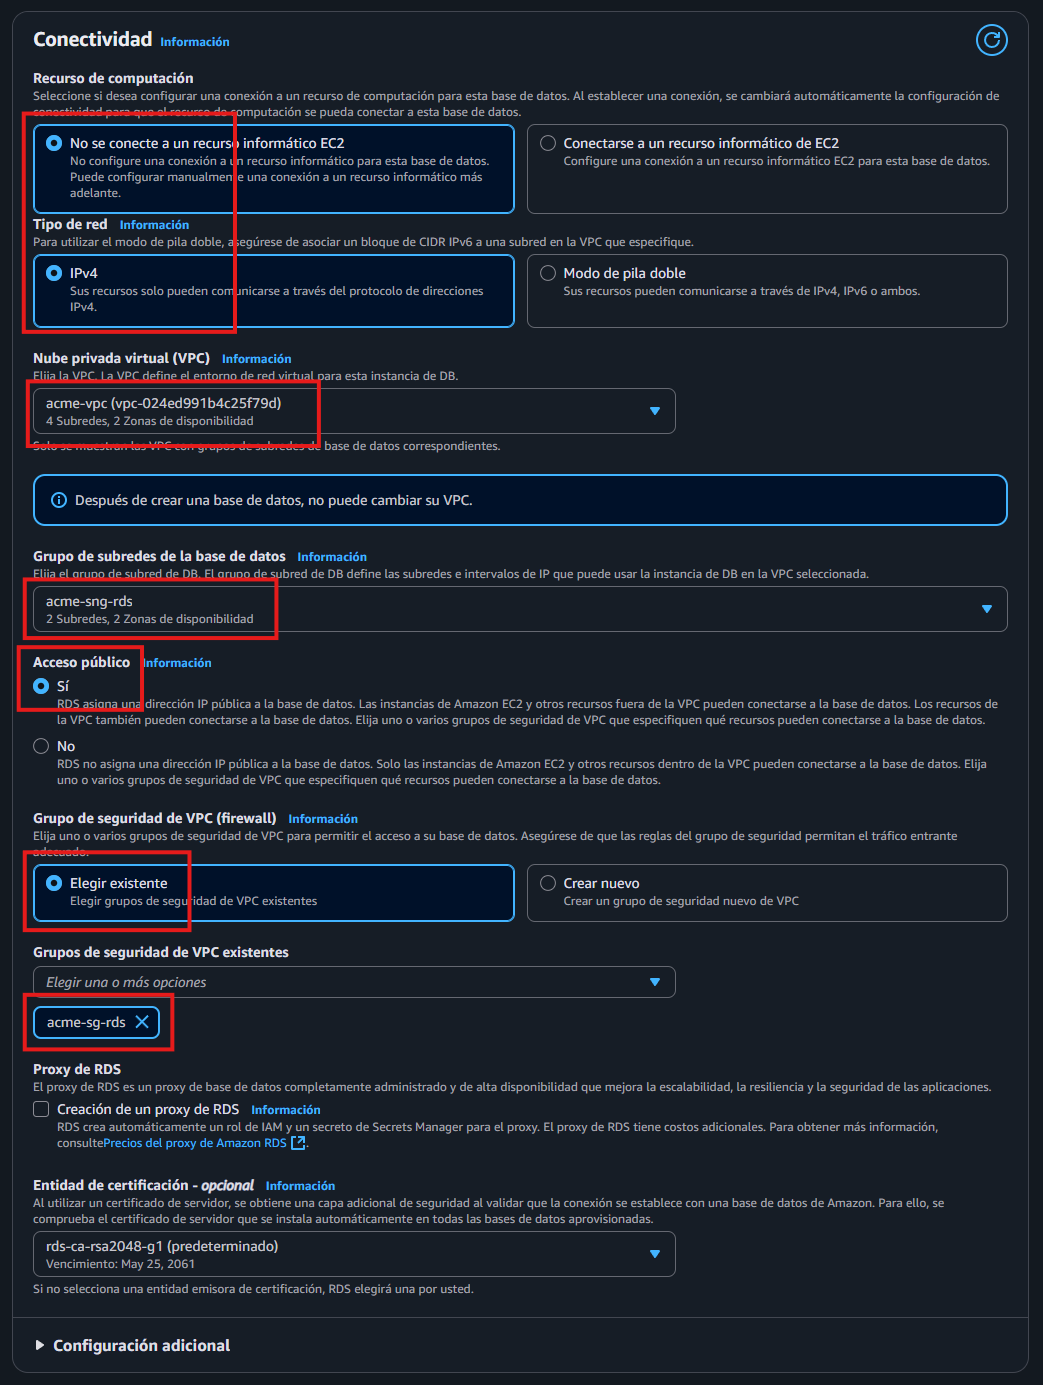 Conectividad Información
Recurso de computación
Seleccione si desea configurar una conexión a un recurso de computación para esta base de datos. Al establecer una conexión, se cambiará automáticamente la configuración de
conectividad para que el recurso de computación se pueda conectar a esta base de datos.
No se conecte a un recurso informático EC2
No configure una conexión a un recurso informático para esta base de datos.
Puede configurar manualmente una conexión a un recurso informático más
adelante.
Conectarse a un recurso informático de EC2
Configure una conexión a un recurso informático EC2 para esta base de datos.
Tipo de red Información
Para utilizar el modo de pila doble, asegúrese de asociar un bloque de CIDR IPv6 a una subred en la VPC que especifique.
IPv4
Sus recursos solo pueden comunicarse a través del protocolo de direcciones
IPv4.
Modo de pila doble
Sus recursos pueden comunicarse a través de IPv4, IPv6 o ambos.
Nube privada virtual (VPC) Información
Elija la VPC. La VPC define el entorno de red virtual para esta instancia de DB.
acme-vpc (vpc-024ed991b4c25f79d)
4 Subredes, 2 Zonas de disponibilidad
Solo se muestran las VPC con grupos de subredes de base de datos correspondientes.
Después de crear una base de datos, no puede cambiar su VPC.
Grupo de subredes de la base de datos Información
Elija el grupo de subred de DB. El grupo de subred de DB define las subredes e intervalos de IP que puede usar la instancia de DB en la VPC seleccionada.
acme-sng-rds
2 Subredes, 2 Zonas de disponibilidad
Acceso público Información
Sí
RDS asigna una dirección IP pública a la base de datos. Las instancias de Amazon EC2 y otros recursos fuera de la VPC pueden conectarse a la base de datos. Los recursos de
la VPC también pueden conectarse a la base de datos. Elija uno o varios grupos de seguridad de VPC que especifiquen qué recursos pueden conectarse a la base de datos.
No
RDS no asigna una dirección IP pública a la base de datos. Solo las instancias de Amazon EC2 y otros recursos dentro de la VPC pueden conectarse a la base de datos. Elija
uno o varios grupos de seguridad de VPC que especifiquen qué recursos pueden conectarse a la base de datos.
Grupo de seguridad de VPC (firewall) Información
Elija uno o varios grupos de seguridad de VPC para permitir el acceso a su base de datos. Asegúrese de que las reglas del grupo de seguridad permitan el tráfico entrante
adecuado.
Elegir existente
Elegir grupos de seguridad de VPC existentes
Crear nuevo
Crear un grupo de seguridad nuevo de VPC
Grupos de seguridad de VPC existentes
Elegir una o más opciones
acme-sg-rds
Proxy de RDS
El proxy de RDS es un proxy de base de datos completamente administrado y de alta disponibilidad que mejora la escalabilidad, la resiliencia y la seguridad de las aplicaciones.
Creación de un proxy de RDS Información
RDS crea automáticamente un rol de IAM y un secreto de Secrets Manager para el proxy. El proxy de RDS tiene costos adicionales. Para obtener más información,
consultePrecios del proxy de Amazon RDS.
Entidad de certificación - opcional Información
Al utilizar un certificado de servidor, se obtiene una capa adicional de seguridad al validar que la conexión se establece con una base de datos de Amazon. Para ello, se
comprueba el certificado de servidor que se instala automáticamente en todas las bases de datos aprovisionadas.
rds-ca-rsa2048-g1 (predeterminado)
Vencimiento: May 25, 2061
Si no selecciona una entidad emisora de certificación, RDS elegirá una por usted.
Configuración adicional